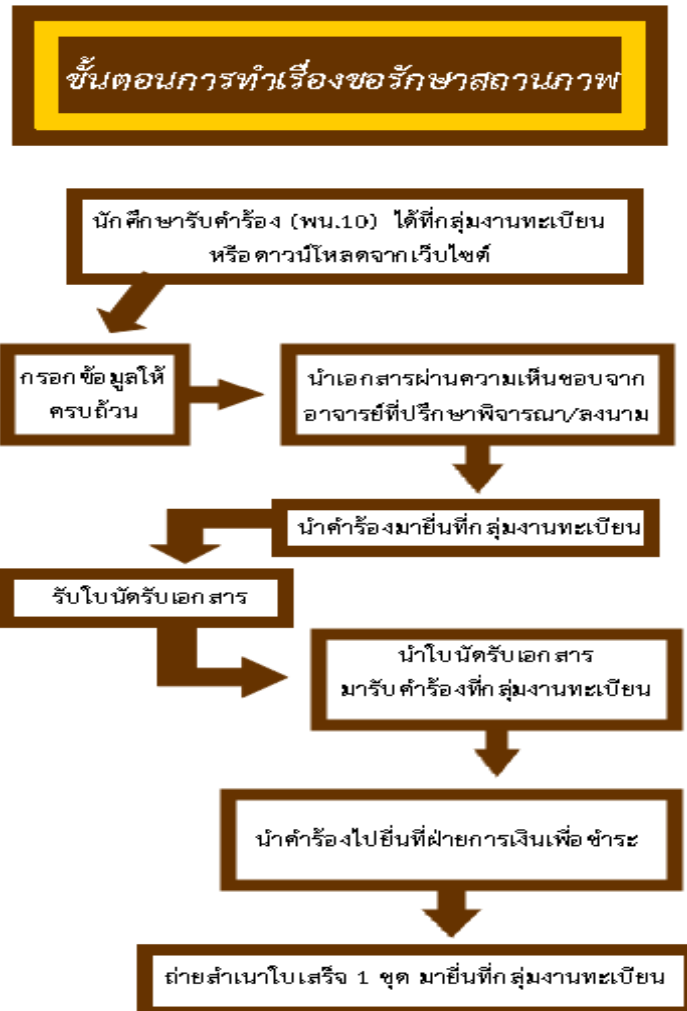 ขั้นตอนการทำเรื่องขอรักษาสถานภาพ
นักศึกษารับคำร้อง (พน.10) ได้ที่กลุ่มงานทะเบียน
หรือดาวน์โหลดจากเว็บไซต์
กรอกข้อมูลให้
ครบถ้วน
นำเอกสารผ่านความเห็นชอบจาก
อาจารย์ที่ปรึกษาพิจารณา/ลงนาม
นำคำร้องมายื่นที่กลุ่มงานทะเบียน
รับใบนัดรับเอกสาร
นำใบนัดรับเอกสาร
มารับคำร้องที่กลุ่มงานทะเบียน
นำคำร้องไปยื่นที่ฝ่ายการเงินเพื่อชำระ
ถ่ายสำเนาใบเสร็จ 1 ชุด มายื่นที่กลุ่มงานทะเบียน